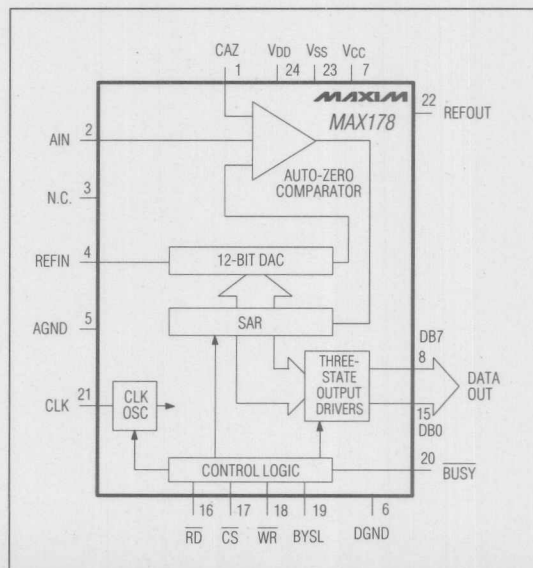 CAZ VDD VSS VCC
1 24 23 7
MAXIM
MAX178
22 REFOUT
AIN 2
AUTO-ZERO
COMPARATOR
N.C. 3
REFIN 4
12-BIT DAC
AGND 5
SAR
DB7
8
THREE-
STATE
OUTPUT
DRIVERS
DATA
OUT
CLK 21
CLK
OSC
15
DB0
20 BUSY
CONTROL LOGIC
16 17 18 19 6
RD CS WR BYSL DGND